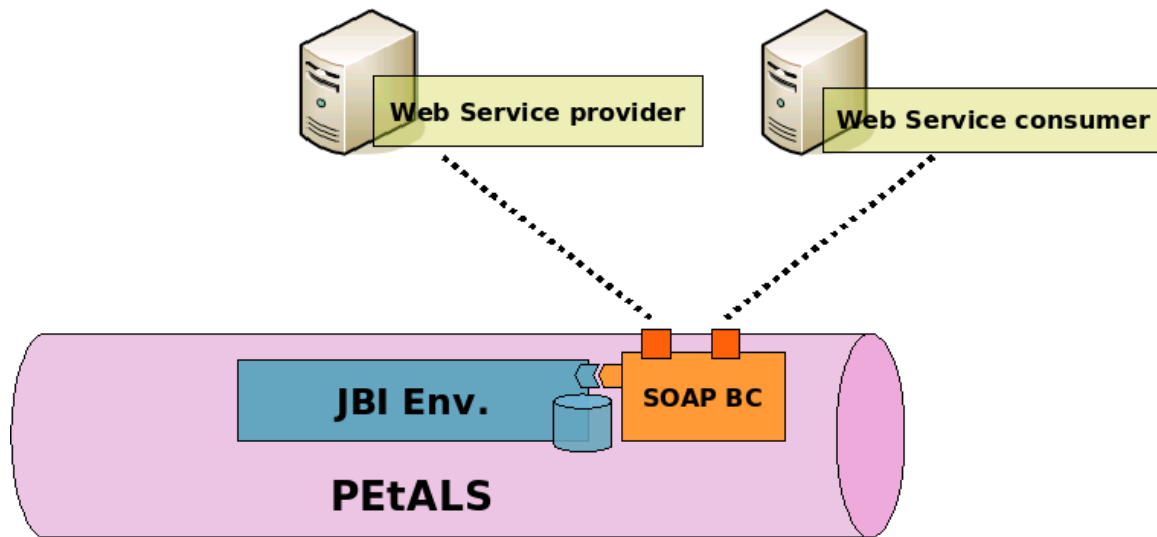 Web Service provider
Web Service consumer
JBI Env.
SOAP BC
PEtALS